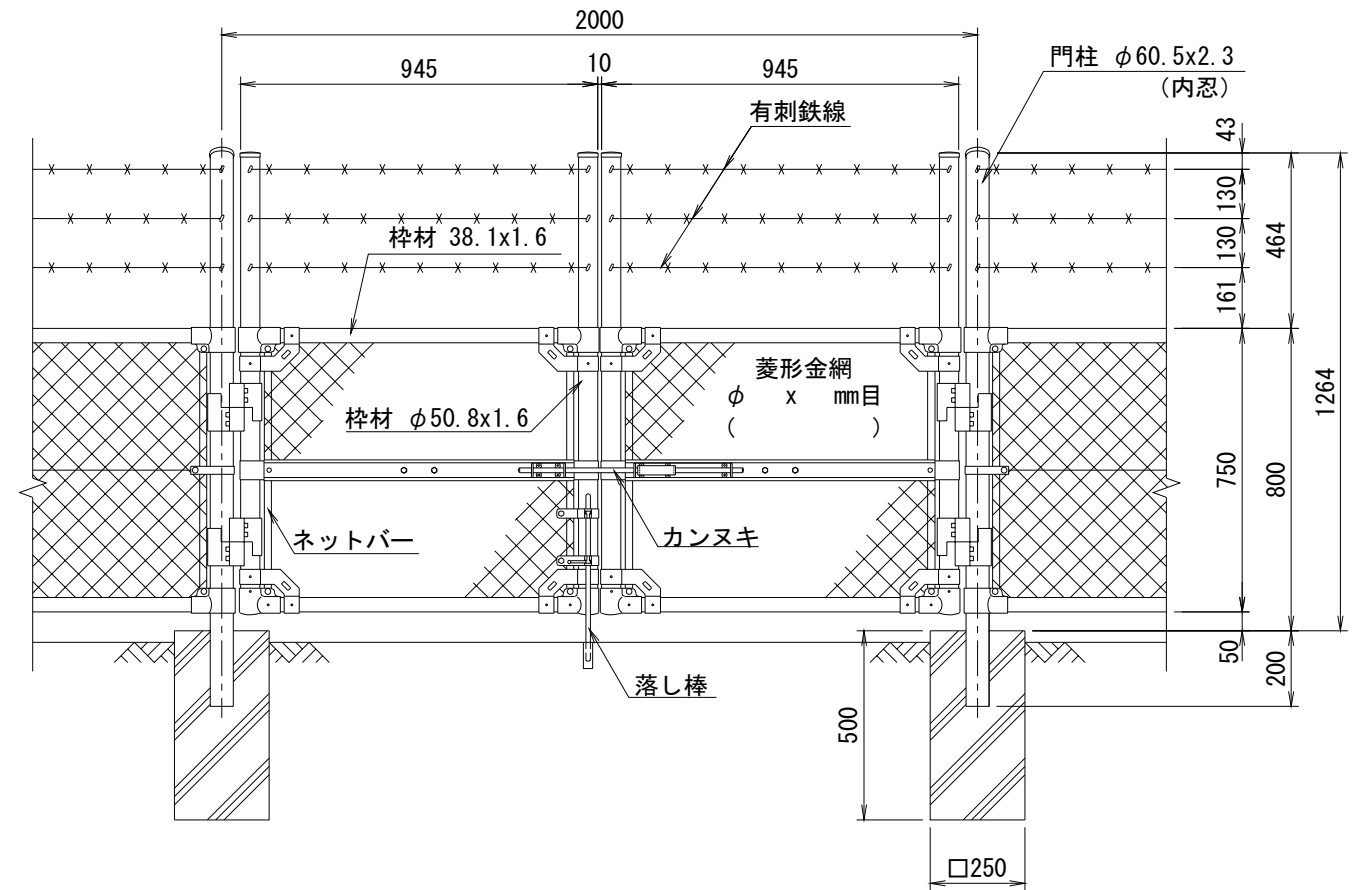 2000
945
10
945
門柱 φ60.5x2.3
(内忍)
有刺鉄線
43
130
130
161
464
1264
枠材 38.1x1.6
菱形金網
φ x mm目
( )
枠材 φ50.8x1.6
750
800
ネットバー
カンヌキ
落し棒
50
200
500
□250